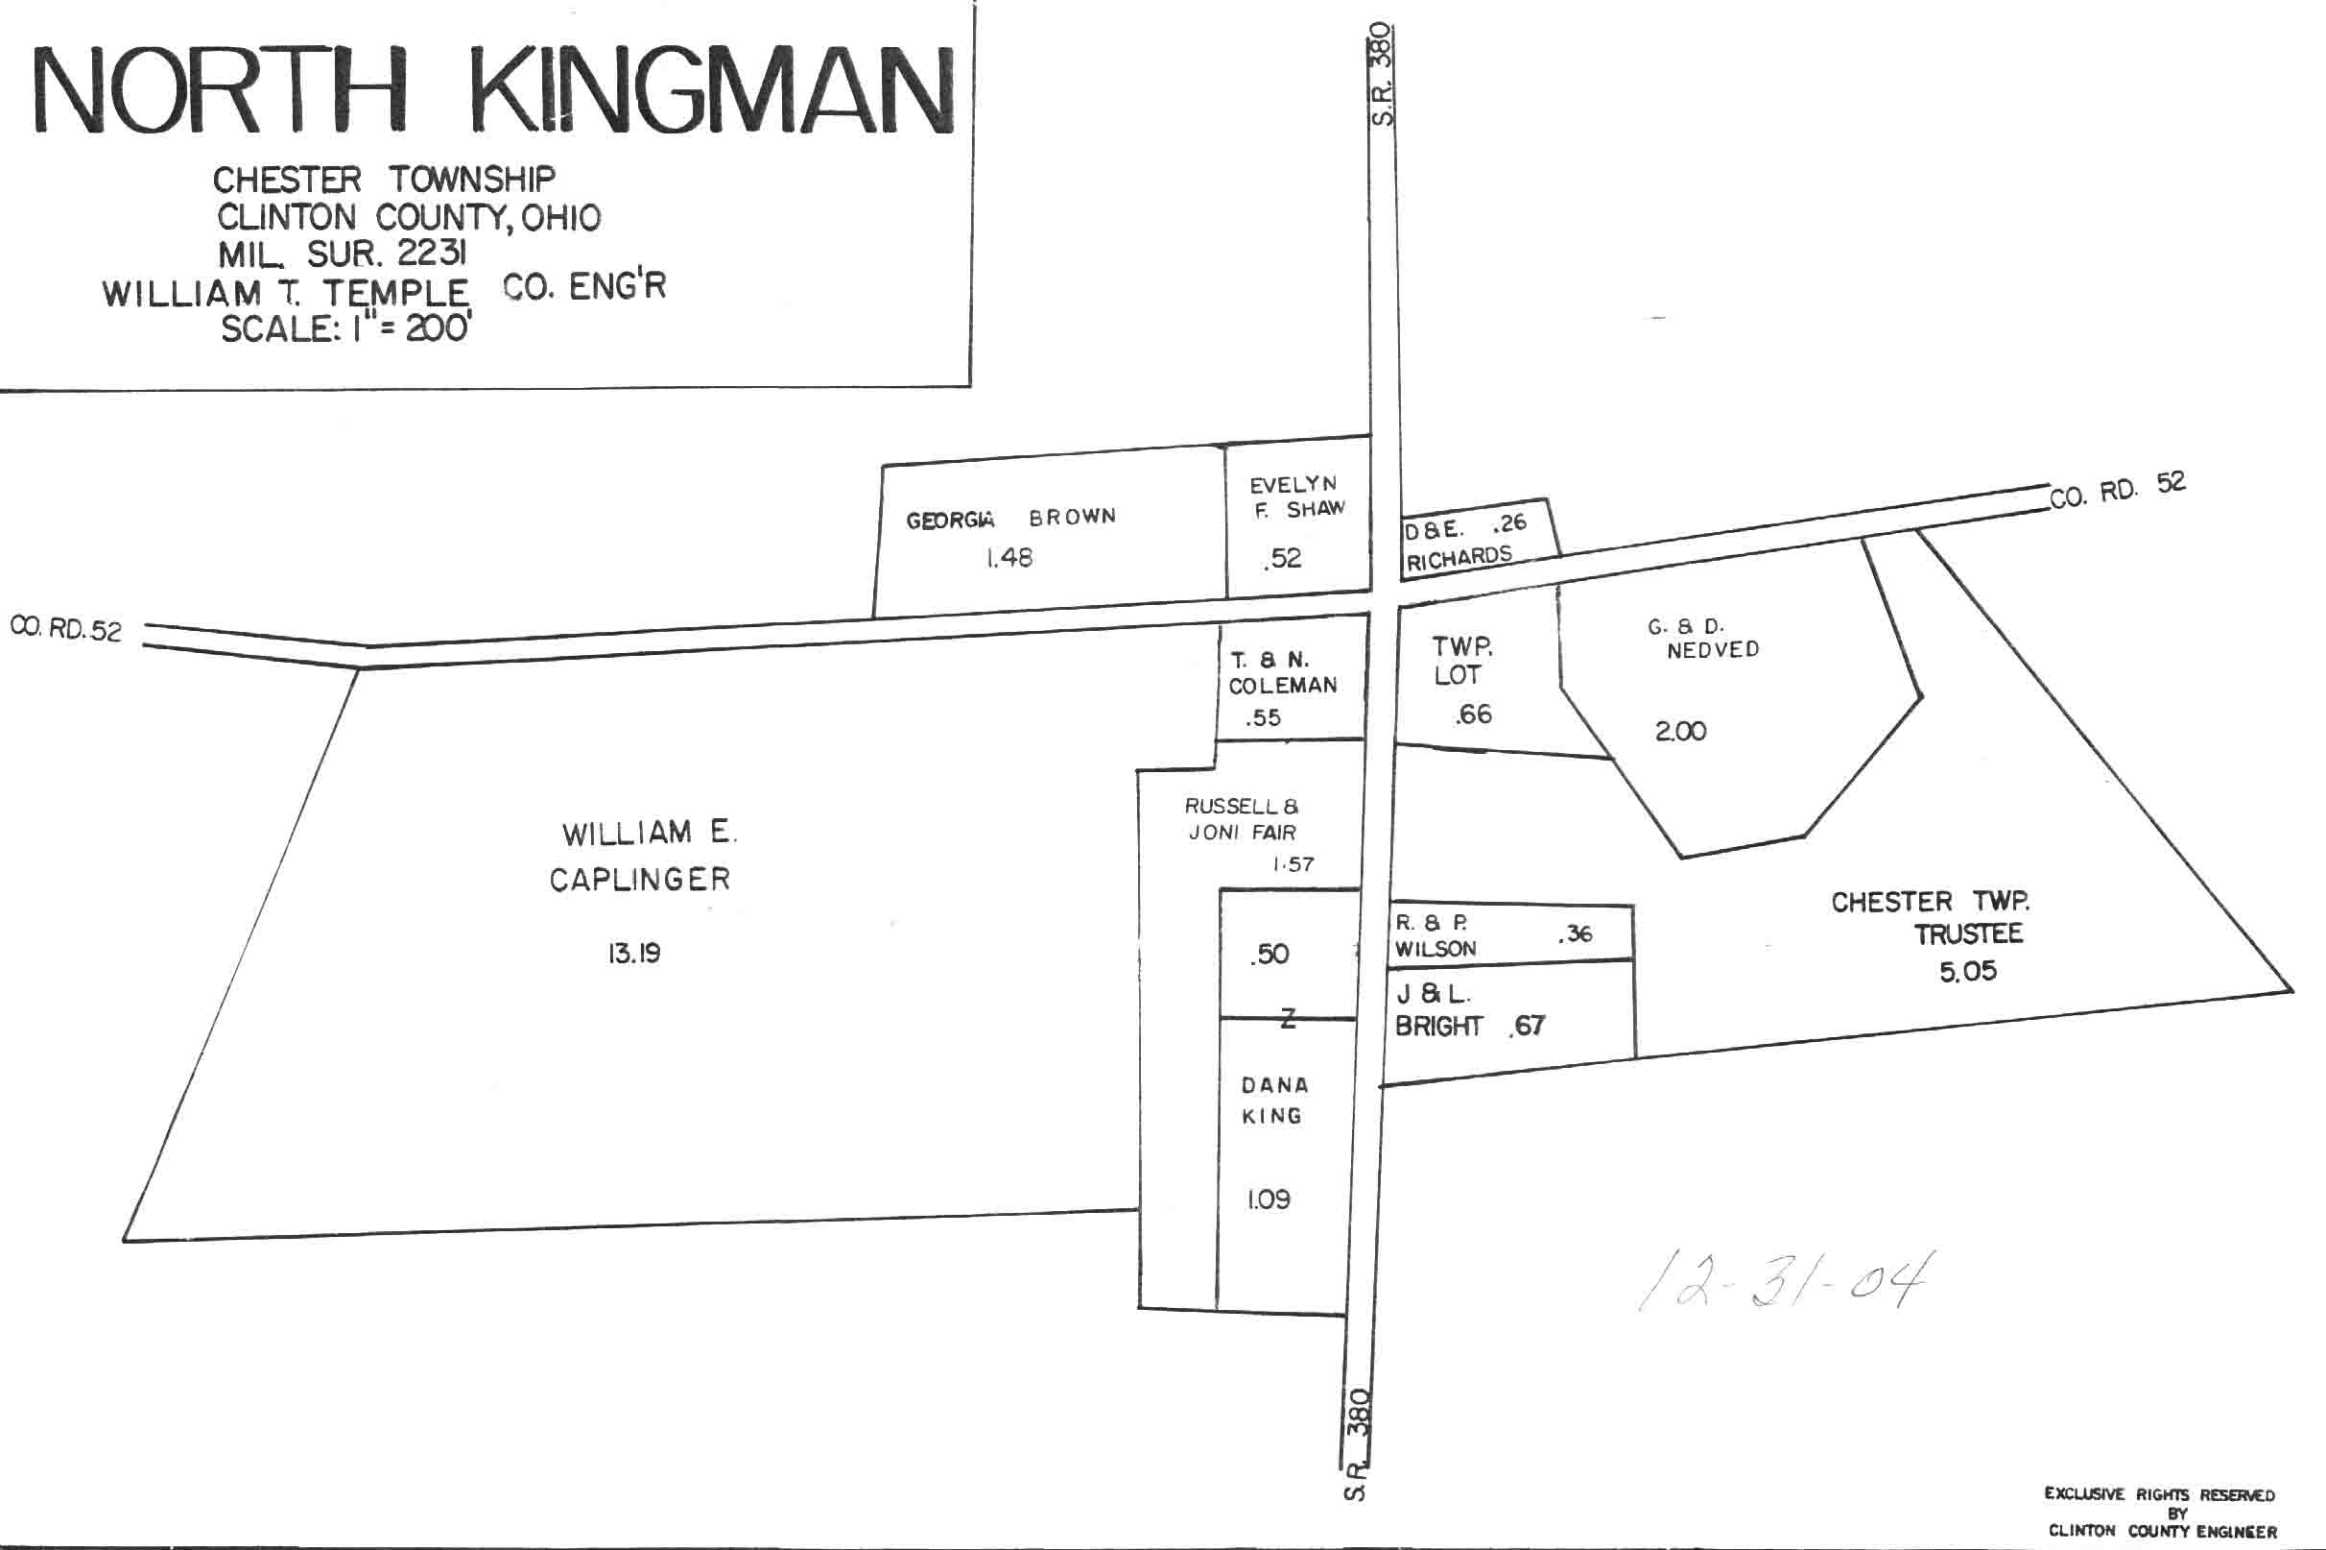 NORTH KINGMAN
CHESTER TOWNSHIP
CLINTON COUNTY, OHIO
MIL. SUR. 2231
WILLIAM T. TEMPLE CO. ENG'R
SCALE: 1"= 200'
S.R. 380
GEORGIA BROWN
1.48
EVELYN
F. SHAW
.52
D & E. .26
RICHARDS
CO. RD. 52
CO. RD. 52
T. & N.
COLEMAN
.55
TWP.
LOT
.66
G. & D.
NEDVED
2.00
WILLIAM E.
CAPLINGER
13.19
RUSSELL &
JONI FAIR
1.57
.50
Z
R. & P.
WILSON .36
J & L.
BRIGHT .67
CHESTER TWP.
TRUSTEE
5.05
DANA
KING
1.09
12-31-04
S.R. 380
EXCLUSIVE RIGHTS RESERVED
BY
CLINTON COUNTY ENGINEER